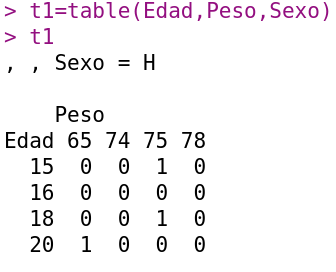 > t1=table(Edad,Peso,Sexo)
> t1
, , Sexo = H

    Peso
Edad 65 74 75 78
  15  0  0  1  0
  16  0  0  0  0
  18  0  0  1  0
  20  1  0  0  0